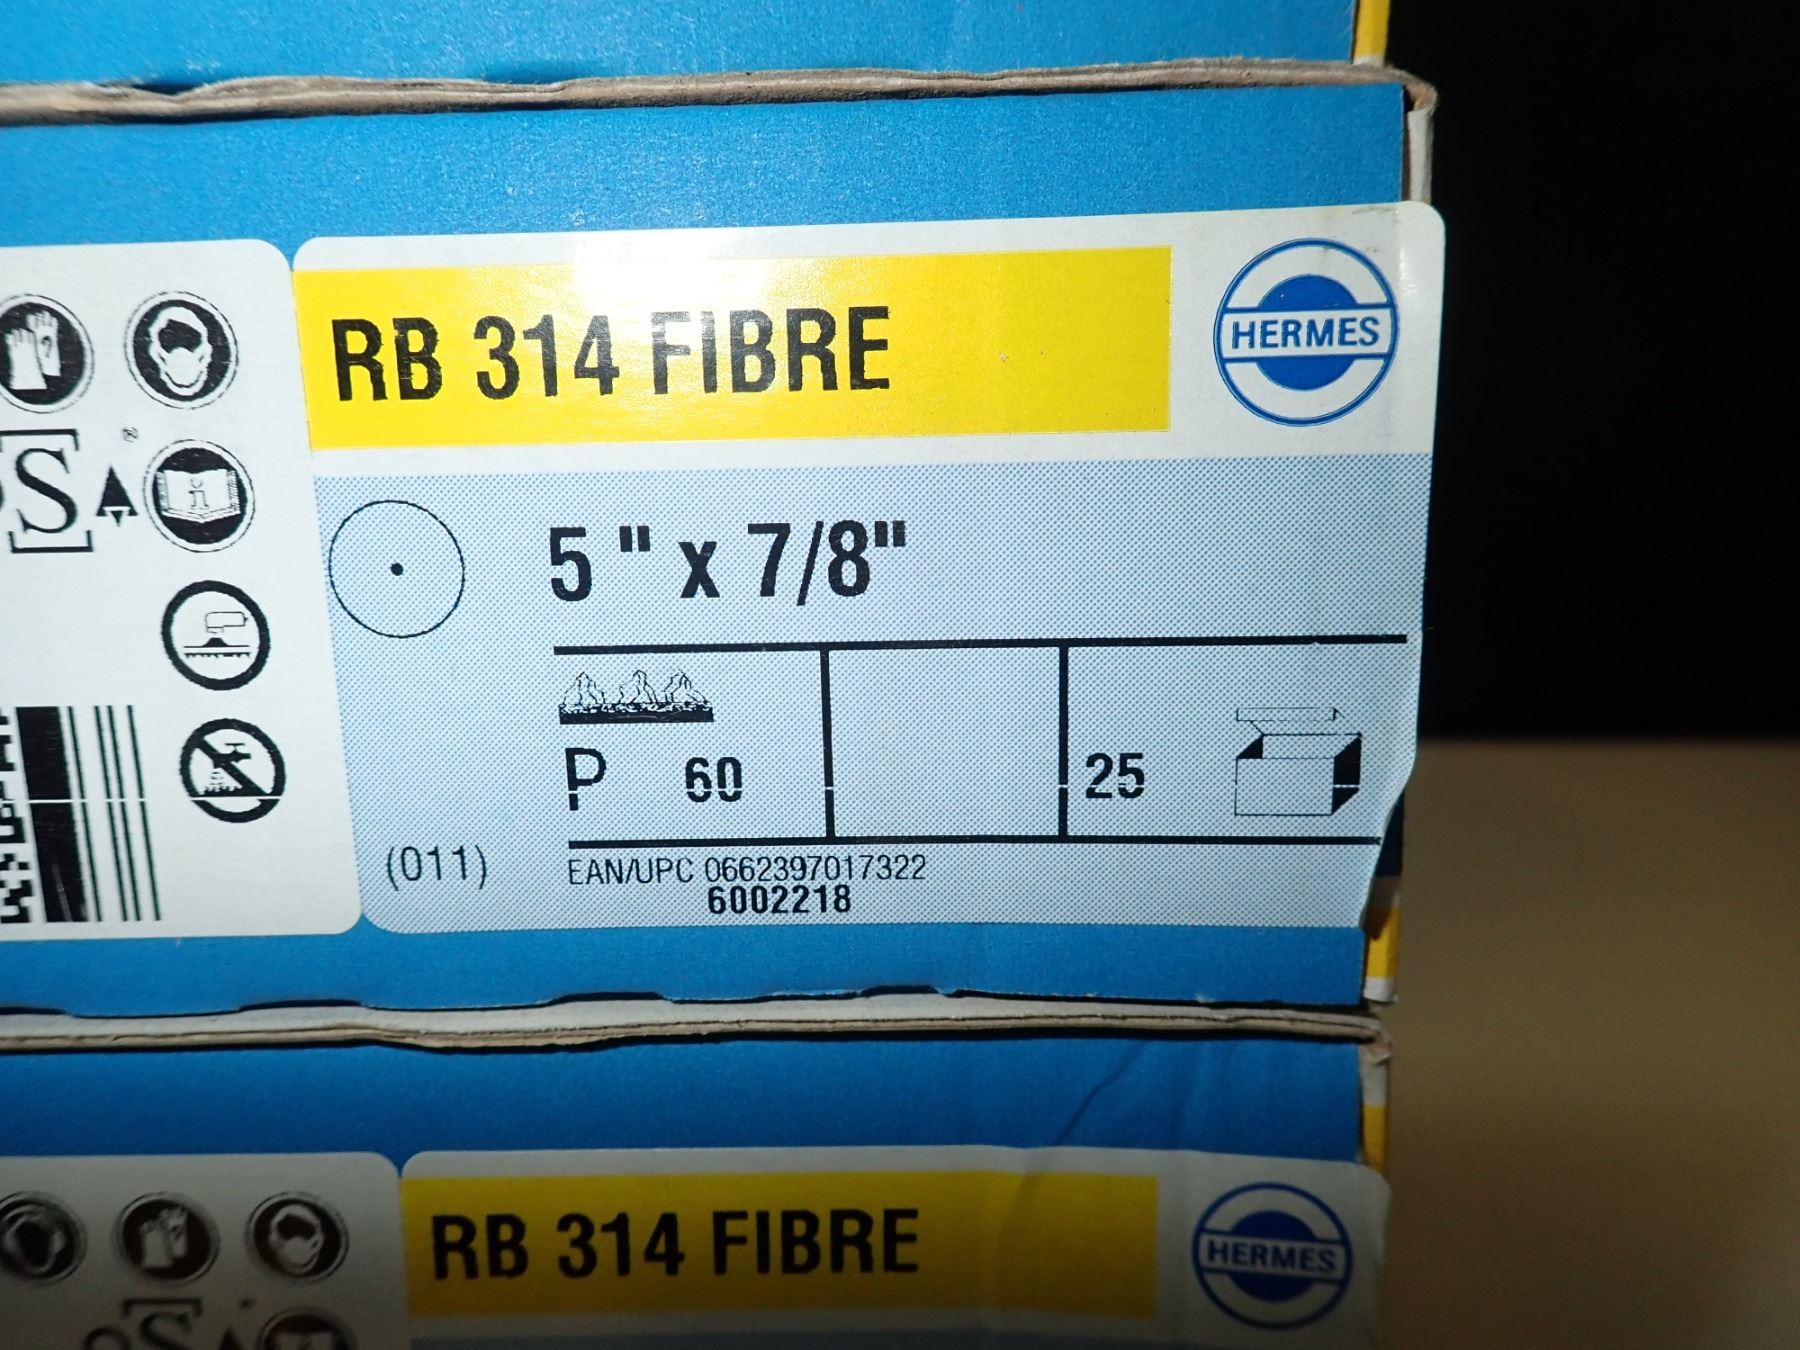 RB 314 FIBRE
HERMES
S
®
i
5 " x 7/8"
P 60
25
(011)
EAN/UPC 0662397017322
6002218
RB 314 FIBRE
HERMES